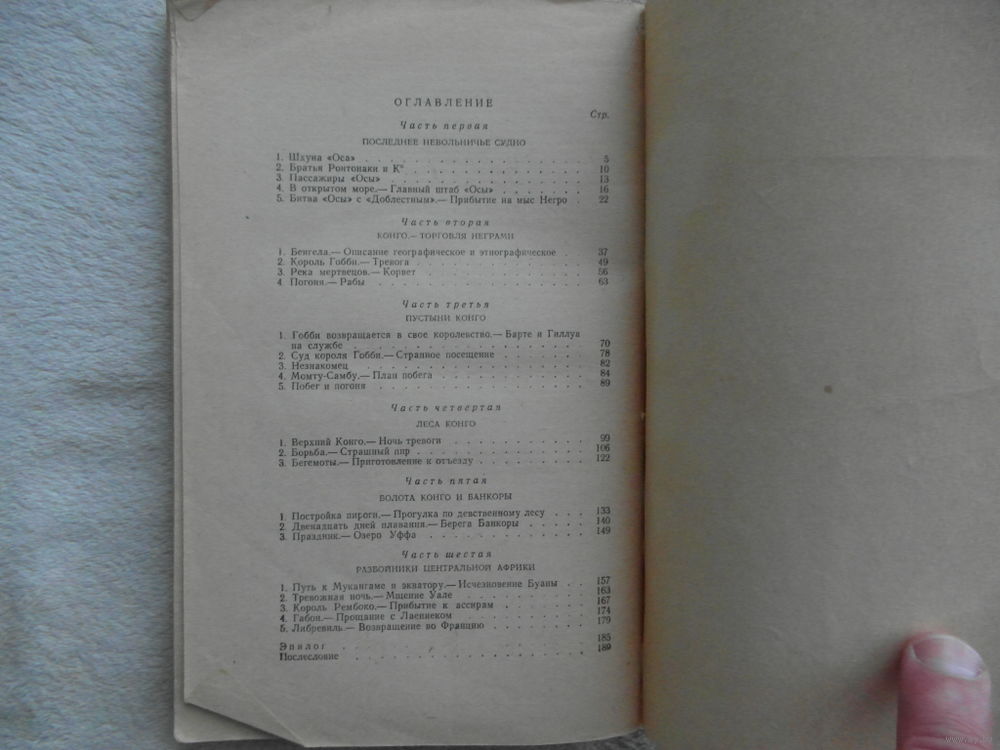 ОГЛАВЛЕНИЕ
Стр.
Часть первая
ПОСЛЕДНЕЕ НЕВОЛЬНИЧЬЕ СУДНО
1. Шхуна «Оса» . . . 5
2. Братья Ронтонаки и К° . . . 10
3. Пассажиры «Осы» . . . 13
4. В открытом море.— Главный штаб «Осы» . . . 16
5. Битва «Осы» с «Доблестным».— Прибытие на мыс Негро . 22
Часть вторая
КОНГО.— ТОРГОВЛЯ НЕГРАМИ
1. Бенгела.— Описание географическое и этнографическое . 37
2. Король Гобби.— Тревога . . . 49
3. Река мертвецов.— Корвет . . . 56
4. Погоня.— Рабы . . . 63
Часть третья
ПУСТЫНИ КОНГО
1. Гобби возвращается в свое королевство.— Барте и Гиллуа
на службе . . . 70
2. Суд короля Гобби.— Странное посещение . . . 78
3. Незнакомец . . . 82
4. Момту-Самбу.— План побега . . . 84
5. Побег и погоня . . . 89
Часть четвертая
ЛЕСА КОНГО
1. Верхний Конго.— Ночь тревоги . . . 99
2. Борьба.— Страшный пир . . . 106
3. Бегемоты.— Приготовление к отъезду . . . 122
Часть пятая
БОЛОТА КОНГО И БАНКОРЫ
1. Постройка пироги.— Прогулка по девственному лесу . . . 133
2. Двенадцать дней плавания.— Берега Банкоры . . . 140
3. Праздник.— Озеро Уффа . . . 149
Часть шестая
РАЗБОЙНИКИ ЦЕНТРАЛЬНОЙ АФРИКИ
1. Путь к Мукангаме и экватору.— Исчезновение Буаны . . 157
2. Тревожная ночь.— Мщение Уале . . . 163
3. Король Рембоко.— Прибытие к ассирам . . . 167
4. Габон.— Прощание с Лаеннеком . . . 174
5. Либревиль.— Возвращение во Францию . . . 179
Эпилог . . . 185
Послесловие . . . 189